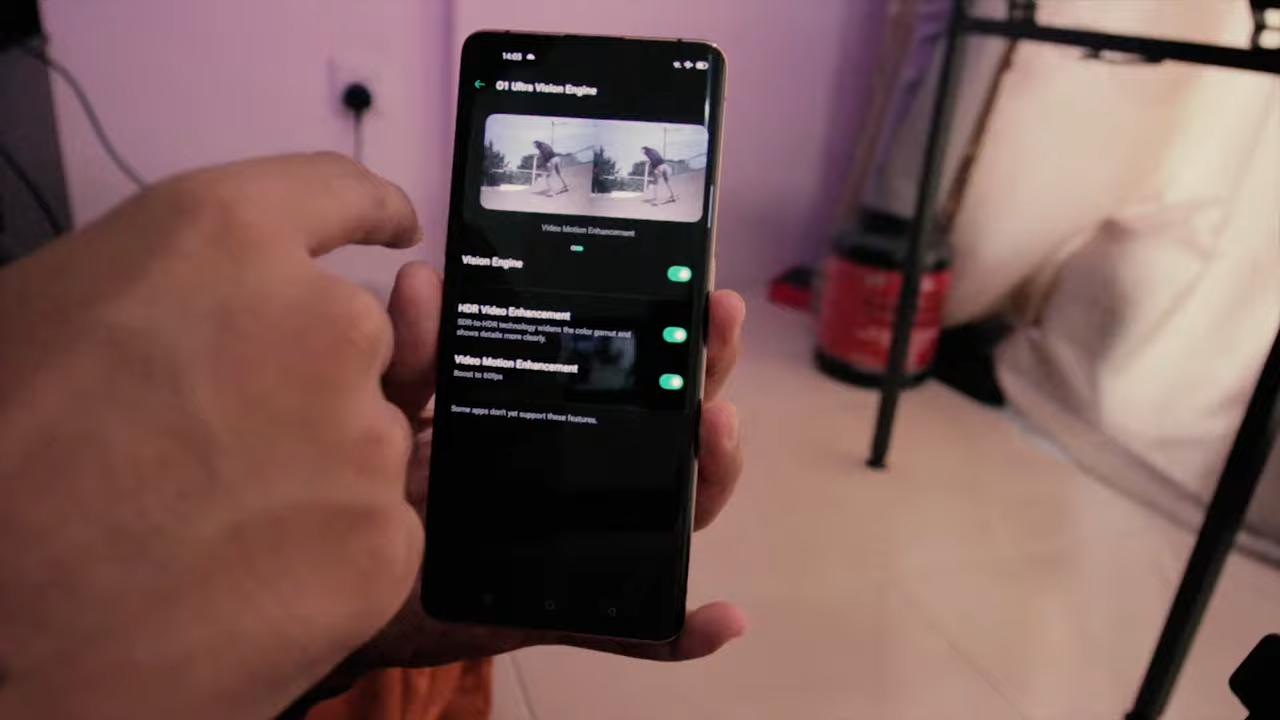 14:03
O1 Ultra Vision Engine
Video Motion Enhancement
Vision Engine
HDR Video Enhancement
SDR-to-HDR technology widens the color gamut and
shows details more clearly.
Video Motion Enhancement
Boost to 60fps
Some apps don't yet support these features.